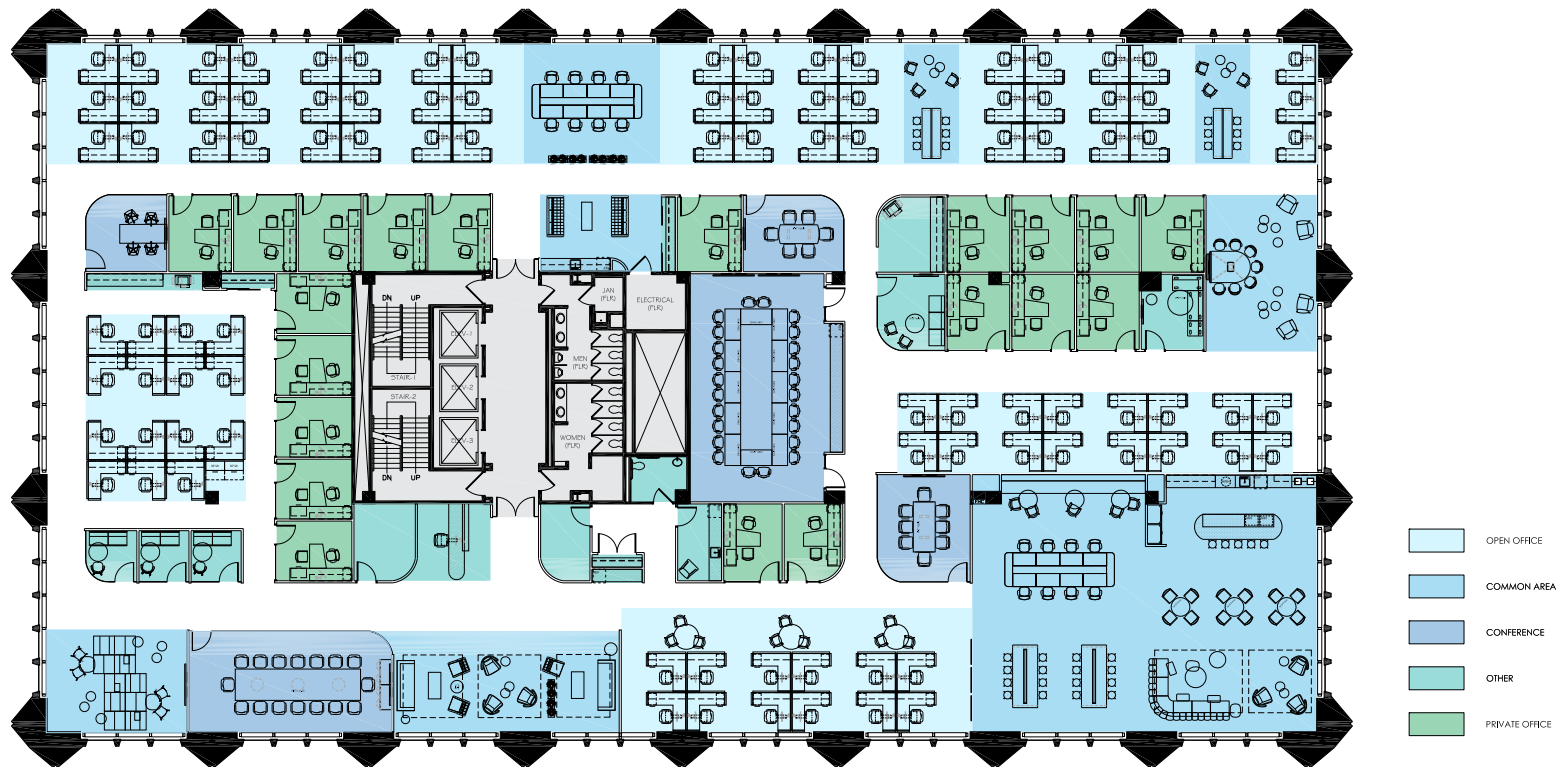 DN UP
JAN
(FLR)
ELECTRICAL
(FLR)
ELEV-1
MEN
(FLR)
STAIR-1
ELEV-2
STAIR-2
WOMEN
(FLR)
ELEV-3
DN UP
OPEN OFFICE
COMMON AREA
CONFERENCE
OTHER
PRIVATE OFFICE